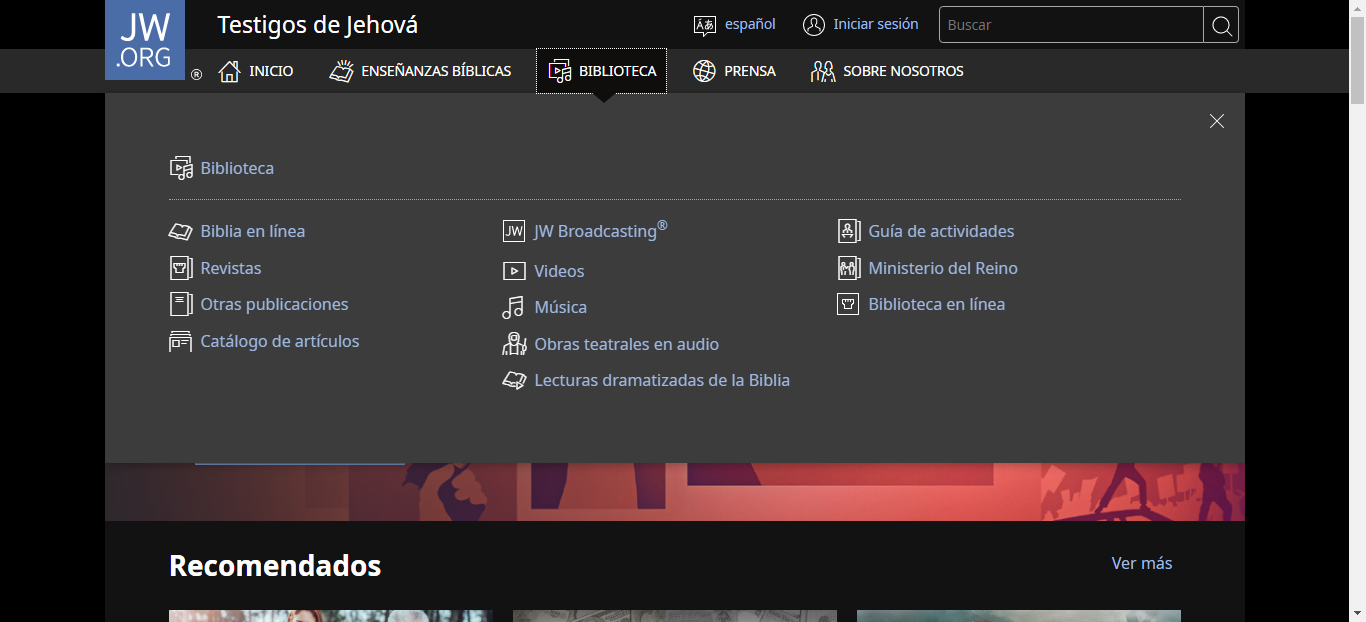 JW
.ORG
®
Testigos de Jehová
español
Iniciar sesión
Buscar
INICIO
ENSEÑANZAS BÍBLICAS
BIBLIOTECA
PRENSA
SOBRE NOSOTROS
Biblioteca
Biblia en línea
Revistas
Otras publicaciones
Catálogo de artículos
JW JW Broadcasting®
Videos
Música
Obras teatrales en audio
Lecturas dramatizadas de la Biblia
Guía de actividades
Ministerio del Reino
Biblioteca en línea
Recomendados
Ver más